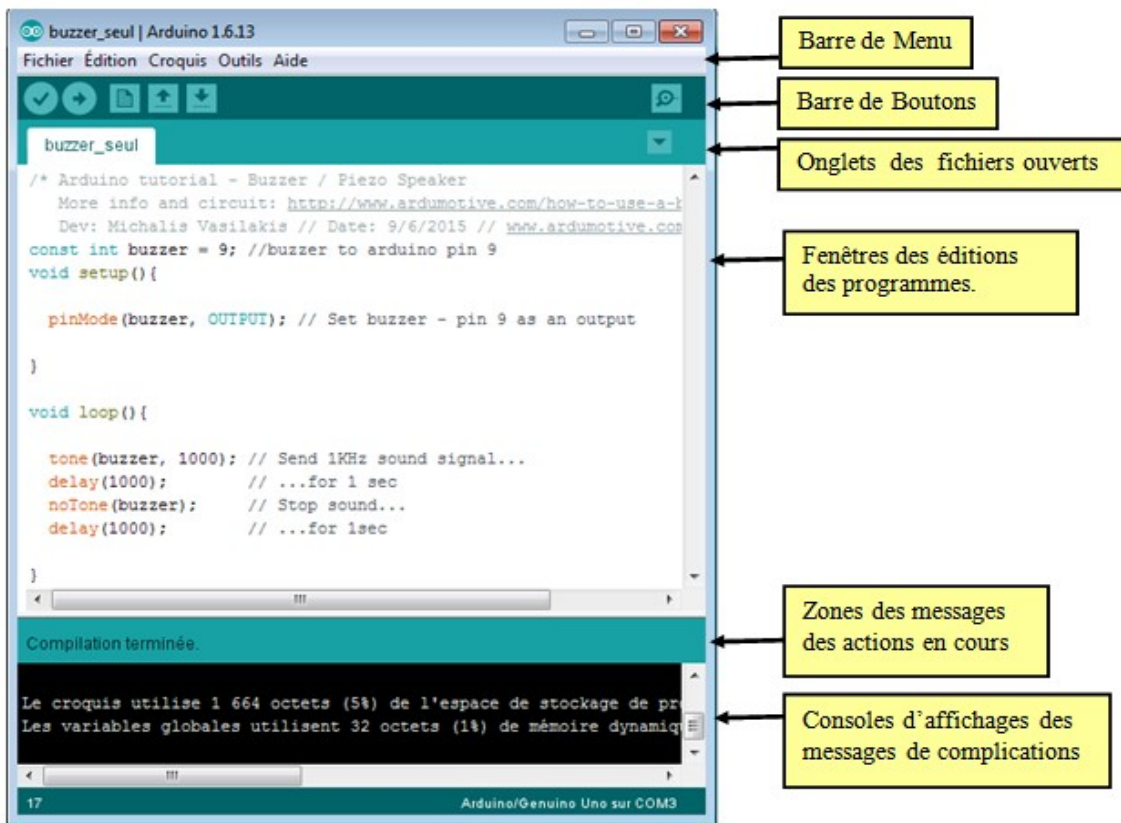 buzzer_seul | Arduino 1.6.13
Fichier Édition Croquis Outils Aide
buzzer_seul
/* Arduino tutorial - Buzzer / Piezo Speaker
More info and circuit: http://www.ardumotive.com/how-to-use-a-b
Dev: Michalis Vasilakis // Date: 9/6/2015 // www.ardumotive.com
const int buzzer = 9; //buzzer to arduino pin 9
void setup(){
pinMode(buzzer, OUTPUT); // Set buzzer - pin 9 as an output
}
void loop(){
tone(buzzer, 1000); // Send 1KHz sound signal...
delay(1000); // ...for 1 sec
noTone(buzzer); // Stop sound...
delay(1000); // ...for 1sec
}
Compilation terminée.
Le croquis utilise 1 664 octets (5%) de l'espace de stockage de pr
Les variables globales utilisent 32 octets (1%) de mémoire dynamiq
17
Arduino/Genuino Uno sur COM3
Barre de Menu
Barre de Boutons
Onglets des fichiers ouverts
Fenêtres des éditions
des programmes.
Zones des messages
des actions en cours
Consoles d'affichages des
messages de complications